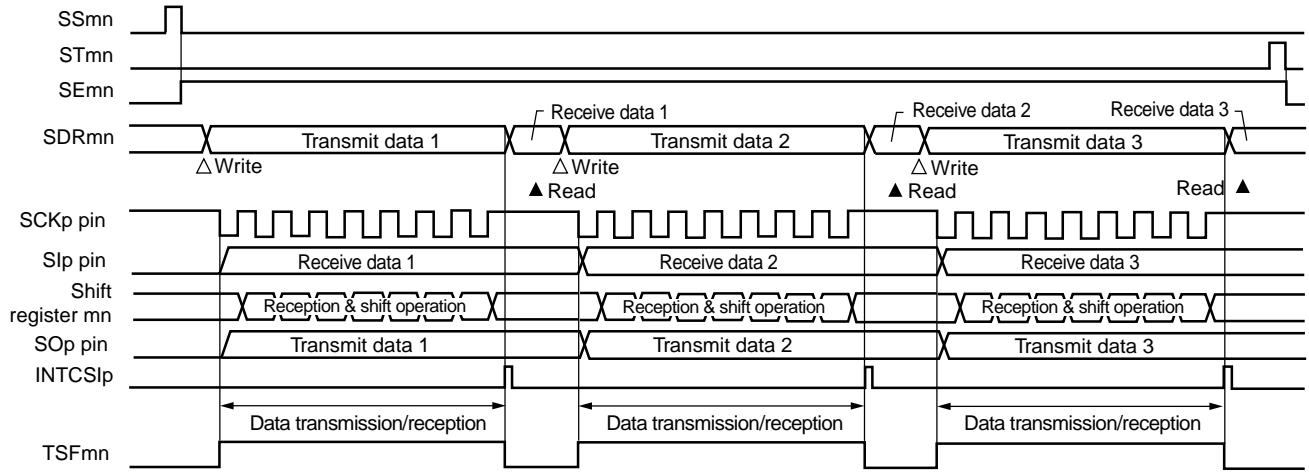 SSmn
STmn
SEmn
Receive data 1
Receive data 2
Receive data 3
SDRmn
Transmit data 1
Transmit data 2
Transmit data 3
△Write
△Write
△Write
▲Read
▲Read
Read ▲
SCKp pin
SIp pin
Receive data 1
Receive data 2
Receive data 3
Shift
register mn
Reception & shift operation
Reception & shift operation
Reception & shift operation
SOp pin
Transmit data 1
Transmit data 2
Transmit data 3
INTCSIp
Data transmission/reception
Data transmission/reception
Data transmission/reception
TSFmn